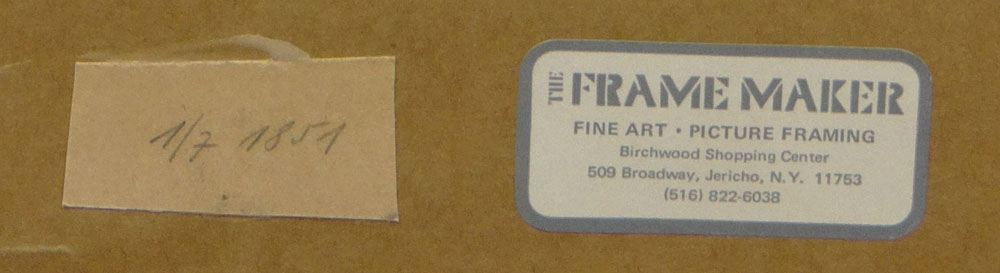 1/7 1851
THE FRAME MAKER
FINE ART • PICTURE FRAMING
Birchwood Shopping Center
509 Broadway, Jericho, N.Y. 11753
(516) 822-6038